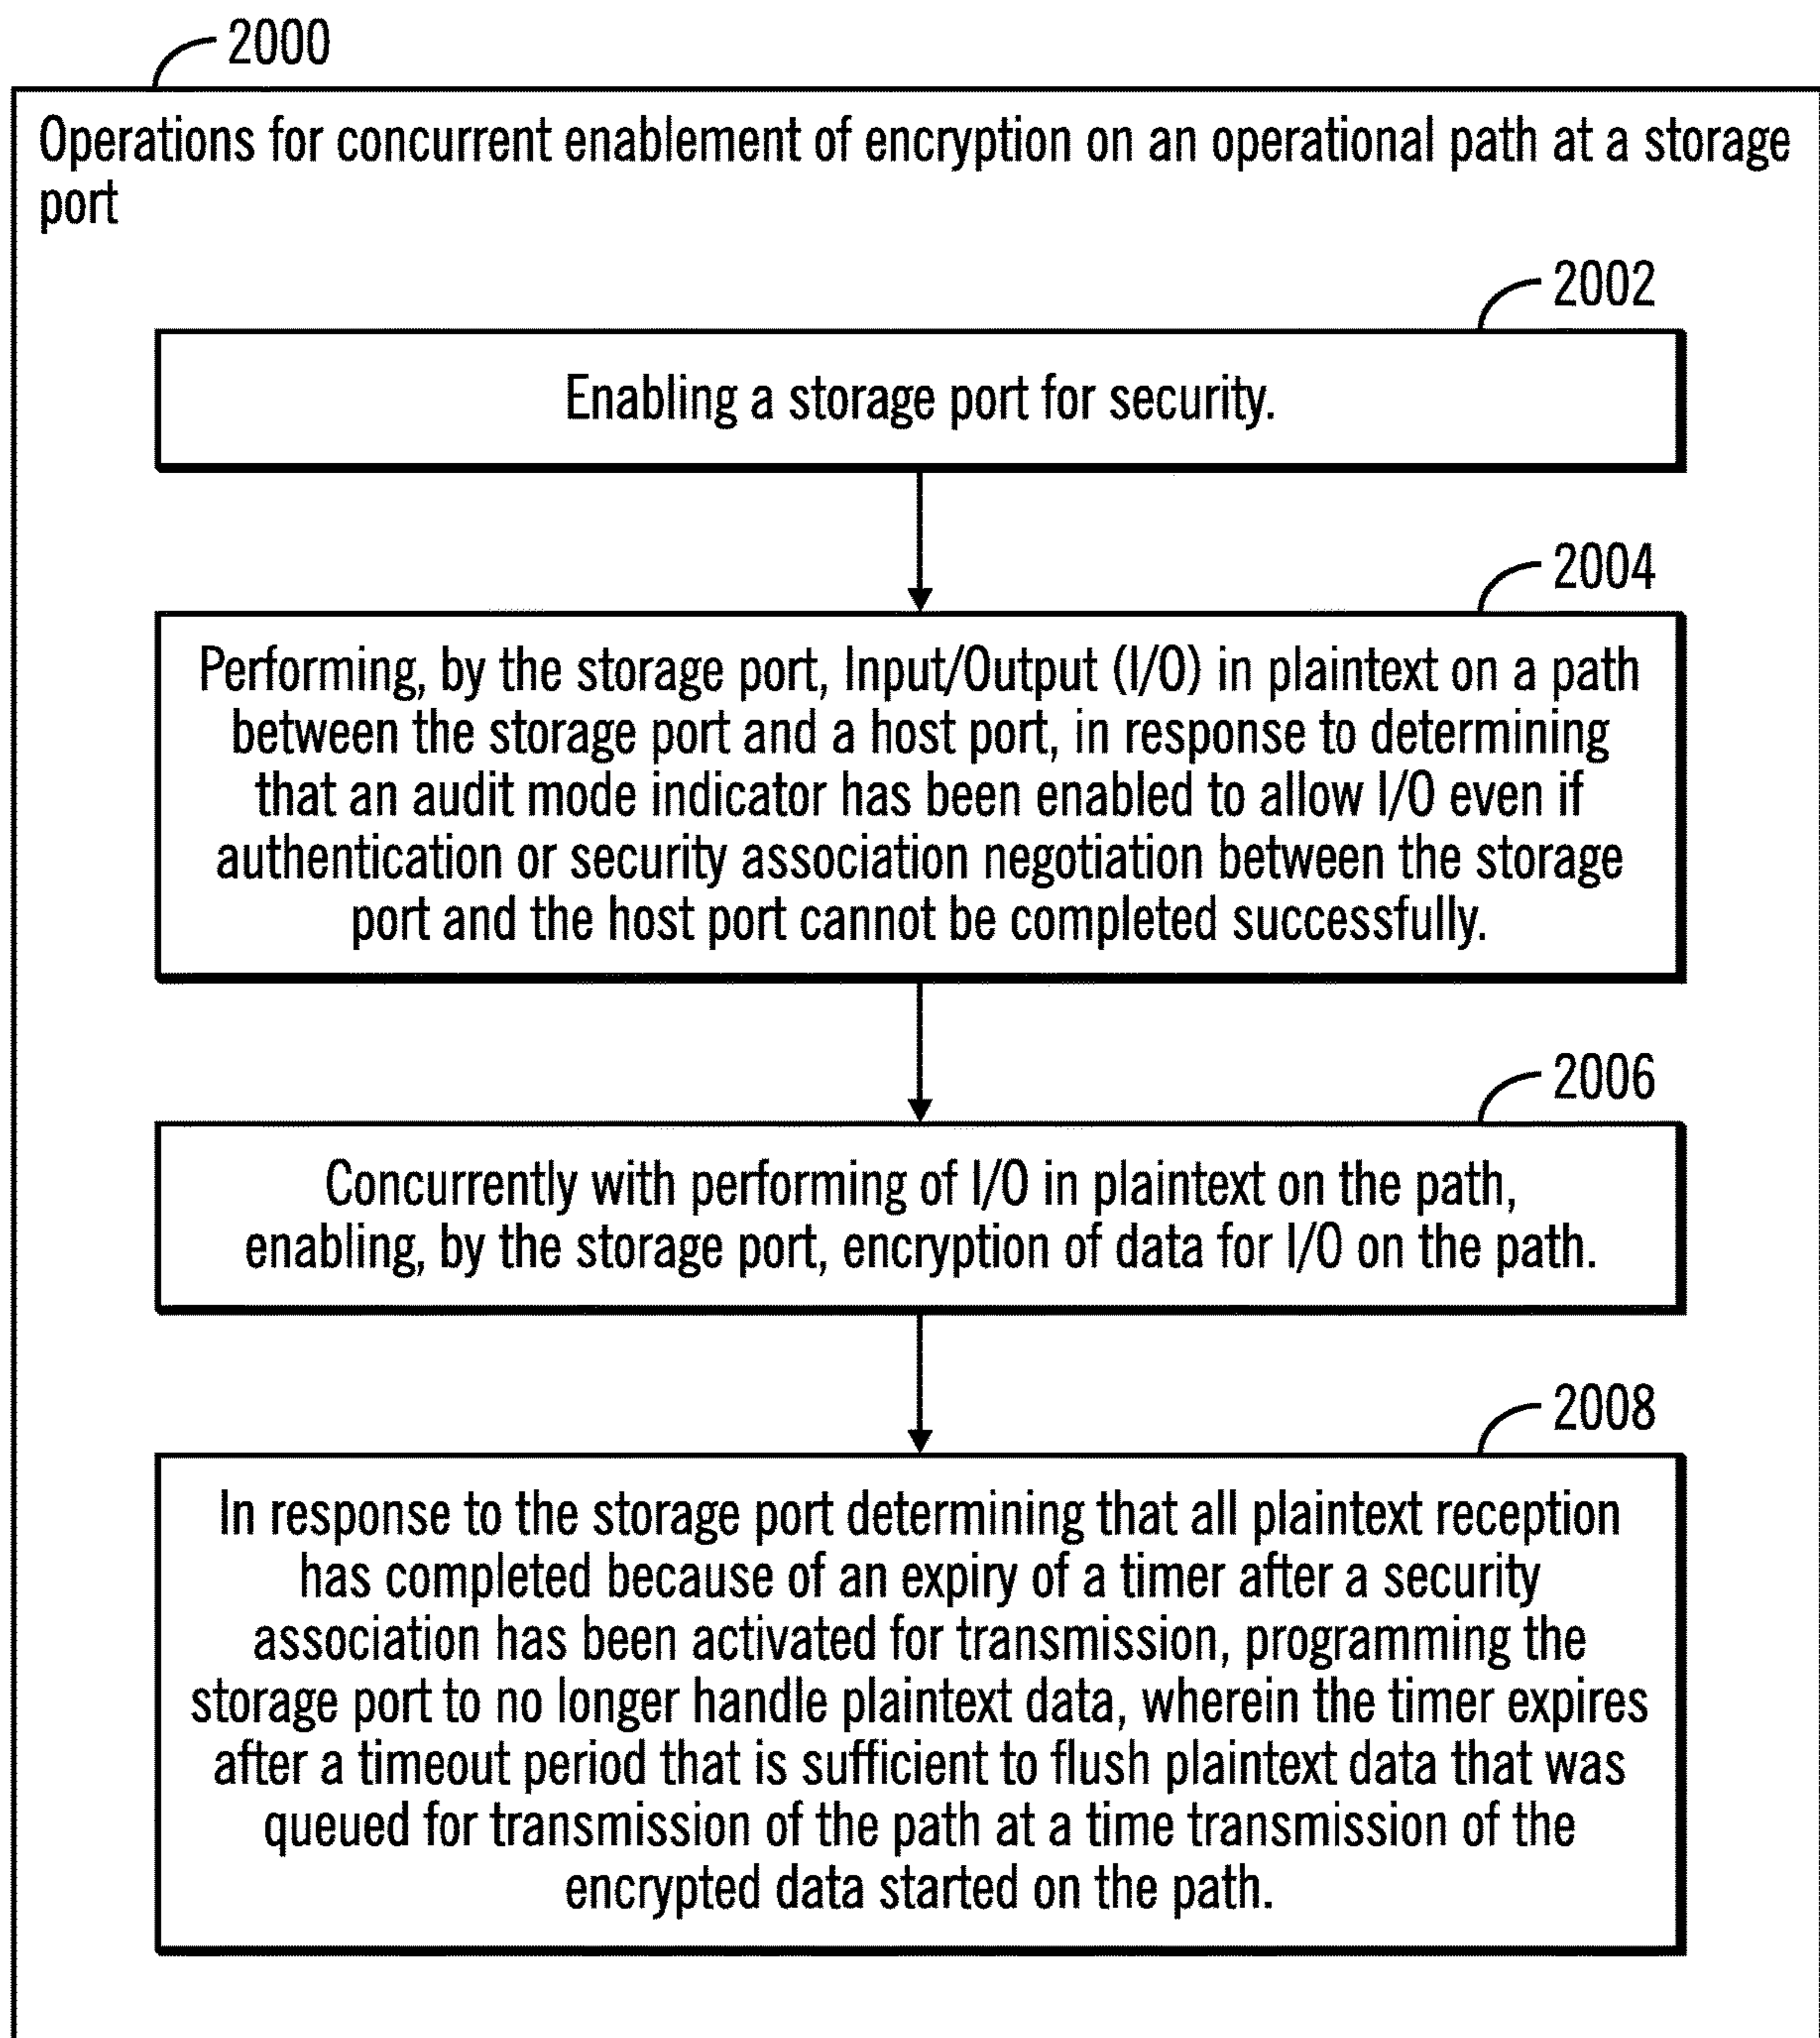 2000
Operations for concurrent enablement of encryption on an operational path at a storage
port
2002
Enabling a storage port for security.
2004
Performing, by the storage port, Input/Output (I/O) in plaintext on a path
between the storage port and a host port, in response to determining
that an audit mode indicator has been enabled to allow I/O even if
authentication or security association negotiation between the storage
port and the host port cannot be completed successfully.
2006
Concurrently with performing of I/O in plaintext on the path,
enabling, by the storage port, encryption of data for I/O on the path.
2008
In response to the storage port determining that all plaintext reception
has completed because of an expiry of a timer after a security
association has been activated for transmission, programming the
storage port to no longer handle plaintext data, wherein the timer expires
after a timeout period that is sufficient to flush plaintext data that was
queued for transmission of the path at a time transmission of the
encrypted data started on the path.